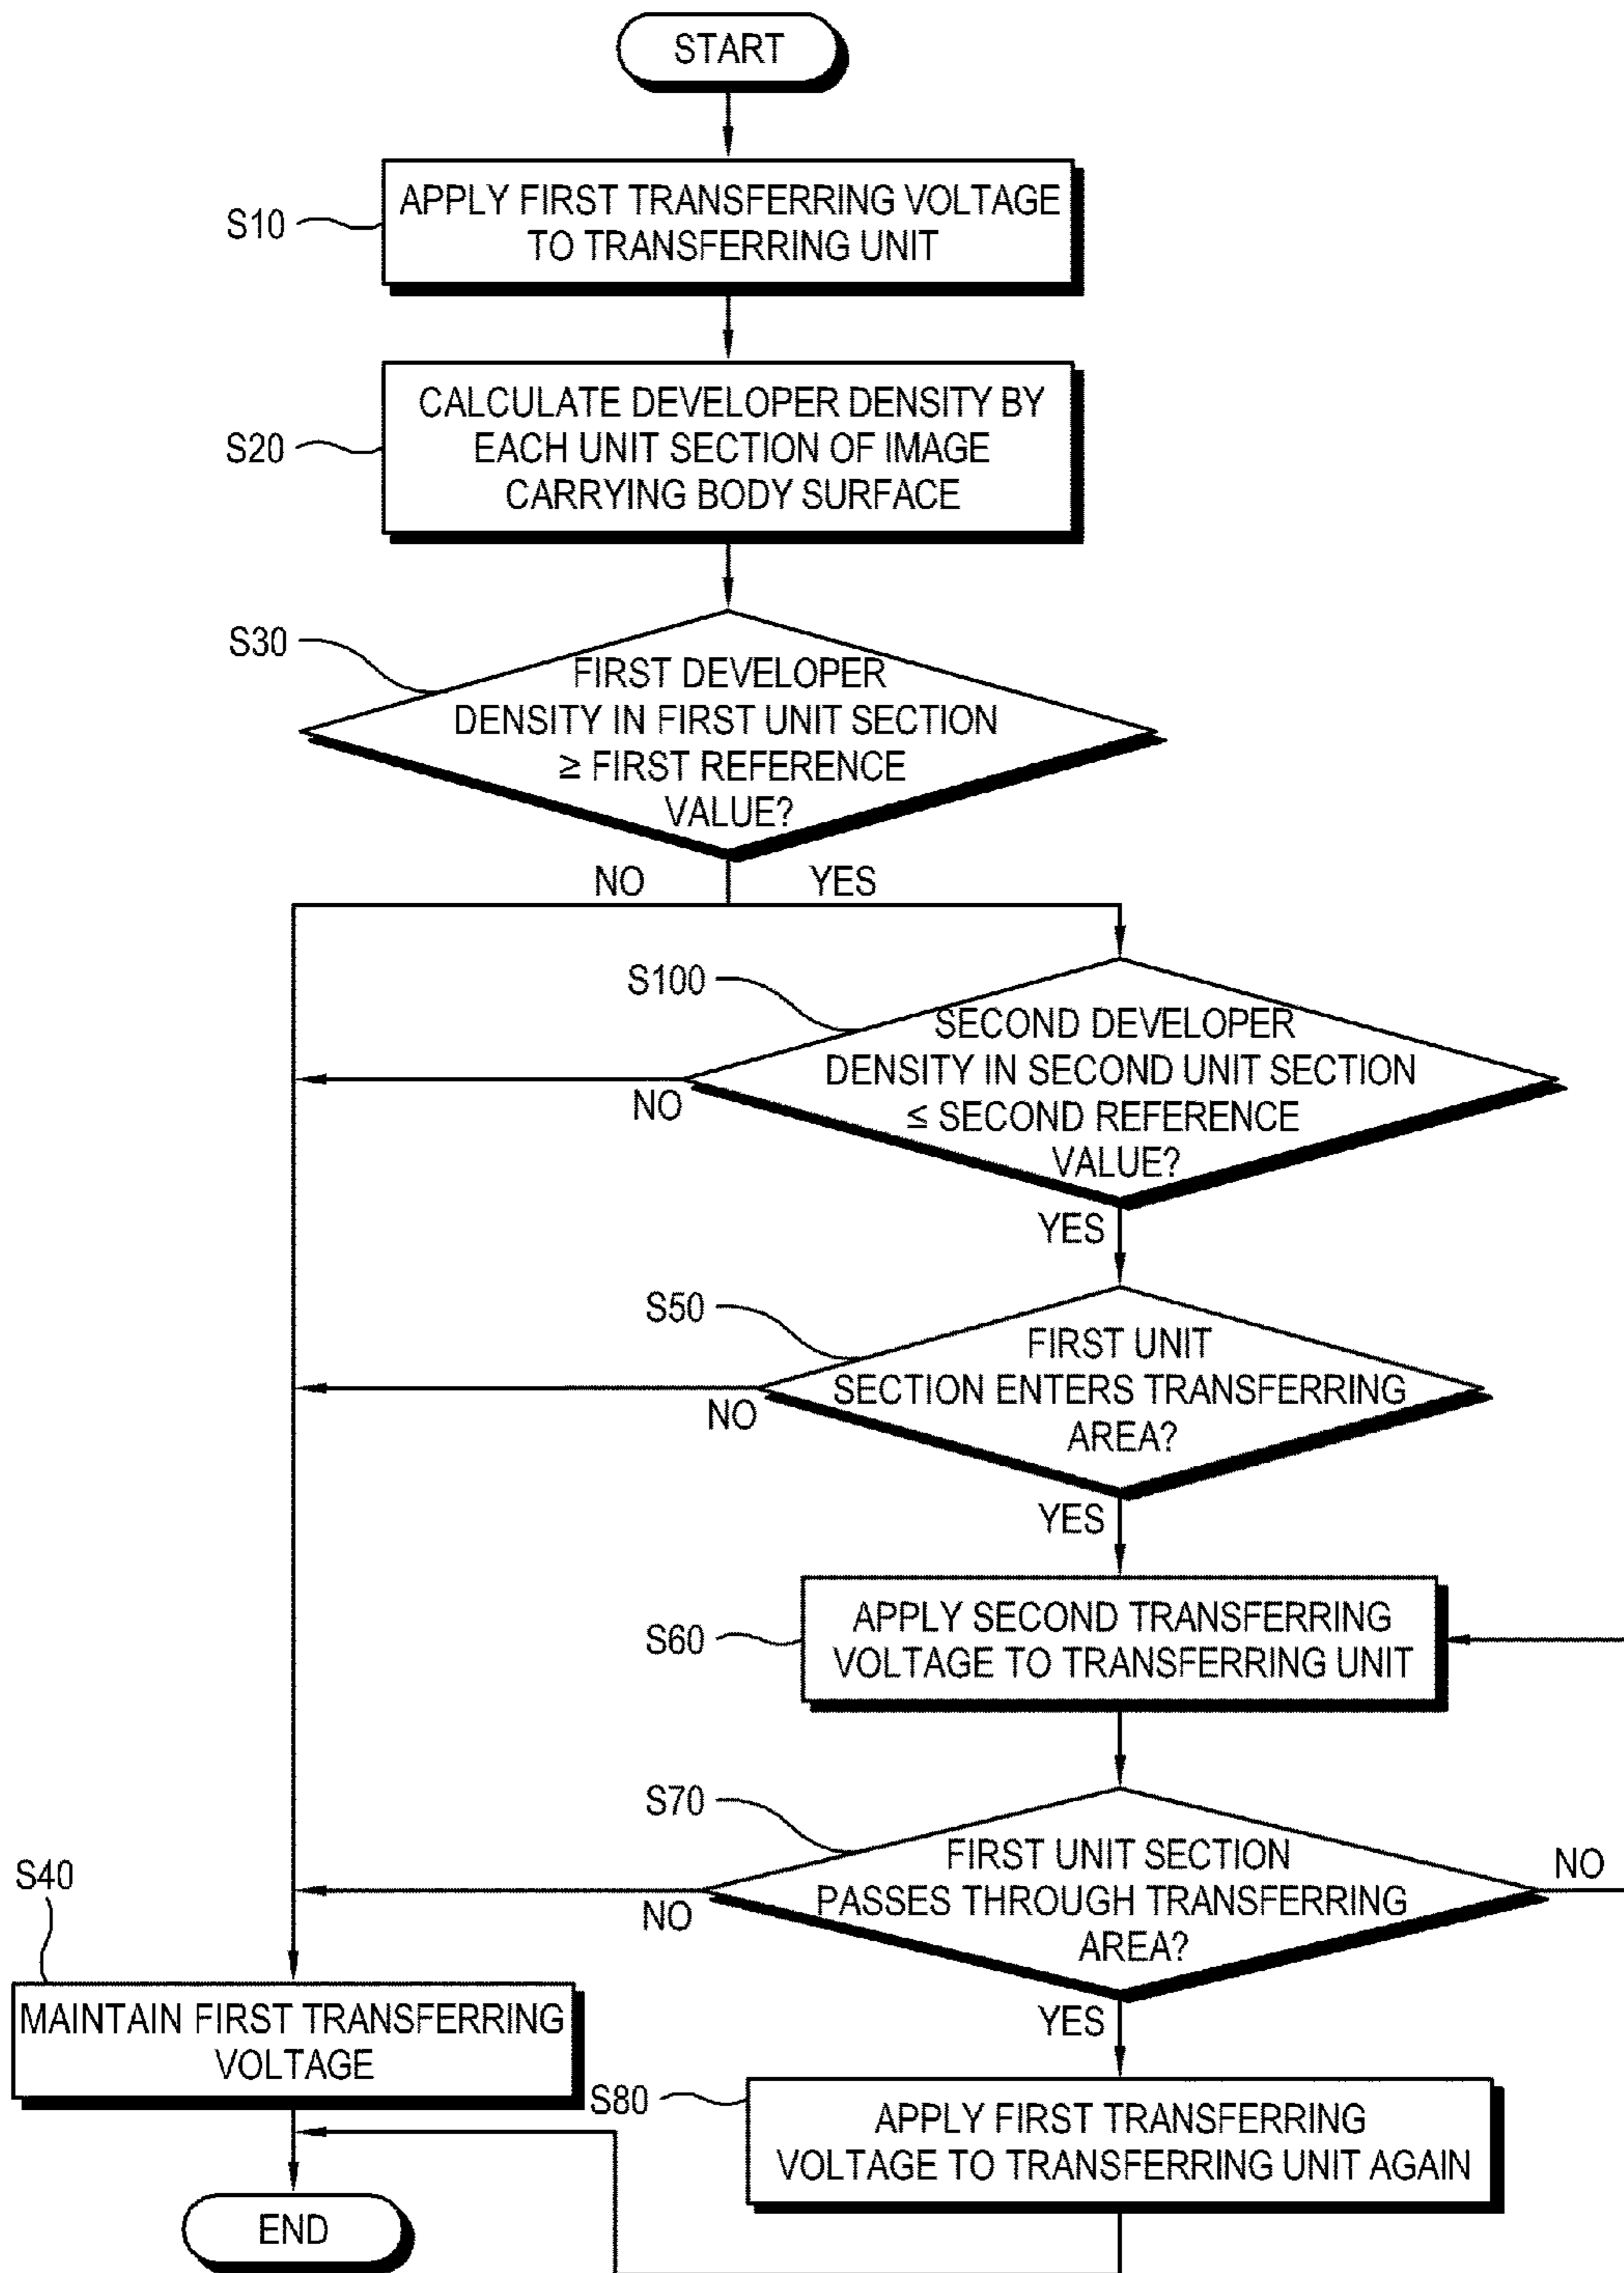 START
S10
APPLY FIRST TRANSFERRING VOLTAGE
TO TRANSFERRING UNIT
S20
CALCULATE DEVELOPER DENSITY BY
EACH UNIT SECTION OF IMAGE
CARRYING BODY SURFACE
S30
FIRST DEVELOPER
DENSITY IN FIRST UNIT SECTION
≥ FIRST REFERENCE
VALUE?
NO
YES
S100
SECOND DEVELOPER
DENSITY IN SECOND UNIT SECTION
≤ SECOND REFERENCE
VALUE?
NO
YES
S50
FIRST UNIT
SECTION ENTERS TRANSFERRING
AREA?
NO
YES
S60
APPLY SECOND TRANSFERRING
VOLTAGE TO TRANSFERRING UNIT
S70
FIRST UNIT SECTION
PASSES THROUGH TRANSFERRING
AREA?
NO
NO
YES
S40
MAINTAIN FIRST TRANSFERRING
VOLTAGE
S80
APPLY FIRST TRANSFERRING
VOLTAGE TO TRANSFERRING UNIT AGAIN
END